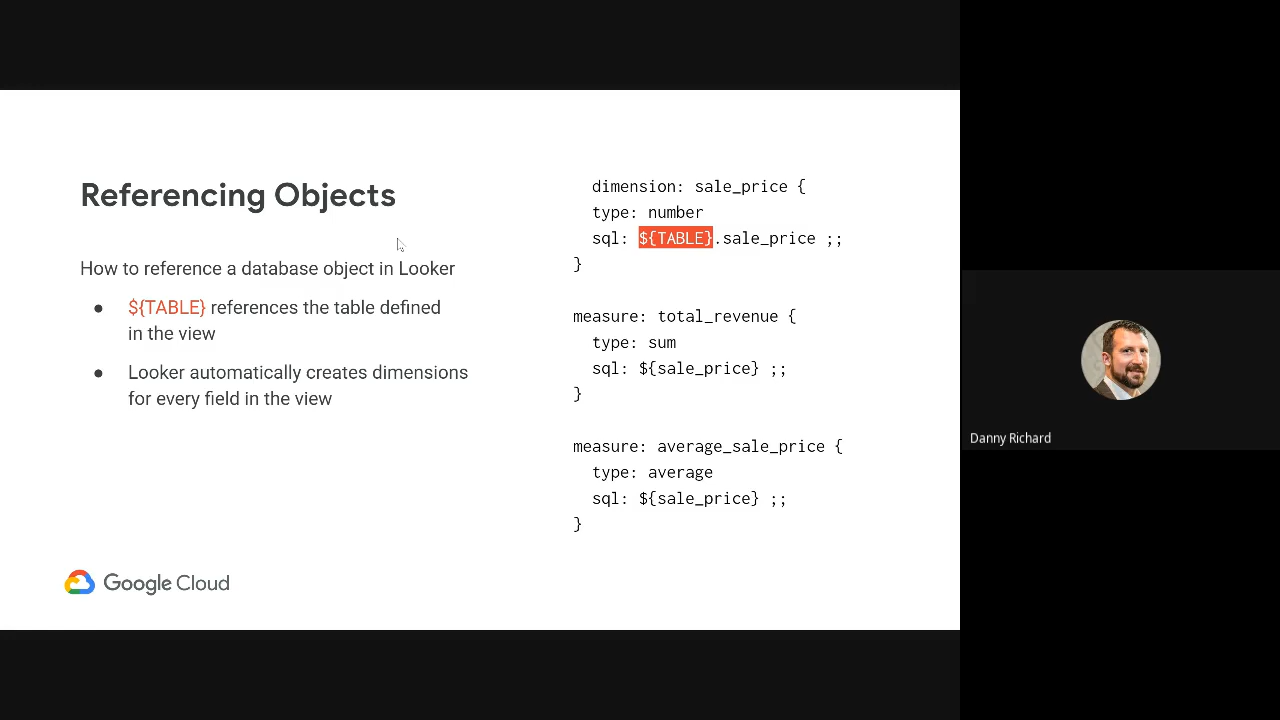 Referencing Objects
How to reference a database object in Looker
● ${TABLE} references the table defined
in the view
● Looker automatically creates dimensions
for every field in the view
dimension: sale_price {
type: number
sql: ${TABLE}.sale_price ;;
}
measure: total_revenue {
type: sum
sql: ${sale_price} ;;
}
measure: average_sale_price {
type: average
sql: ${sale_price} ;;
}
Google Cloud
Danny Richard